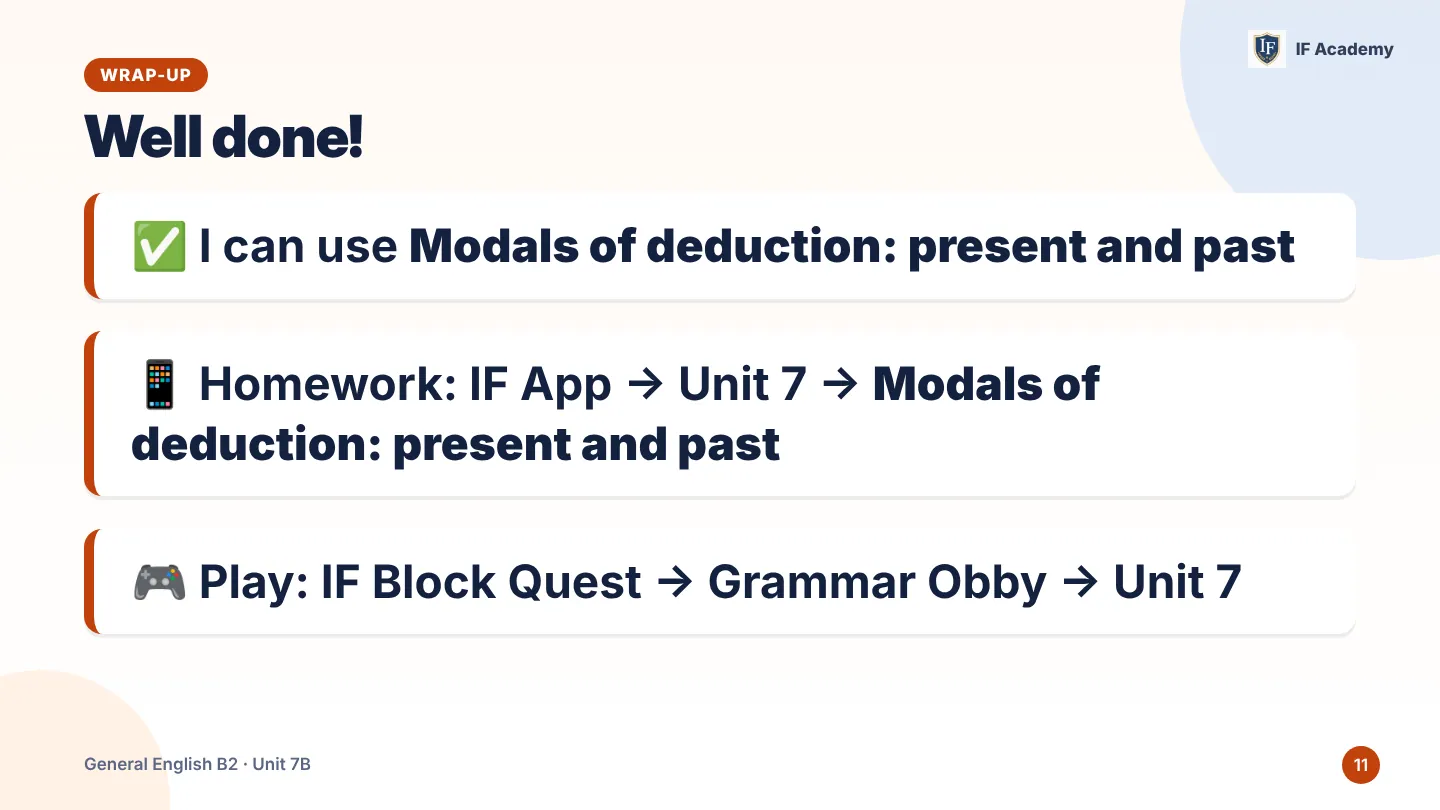 IF IF Academy
WRAP-UP
Well done!
✅ I can use Modals of deduction: present and past
📱 Homework: IF App → Unit 7 → Modals of
deduction: present and past
🎮 Play: IF Block Quest → Grammar Obby → Unit 7
General English B2 · Unit 7B
11